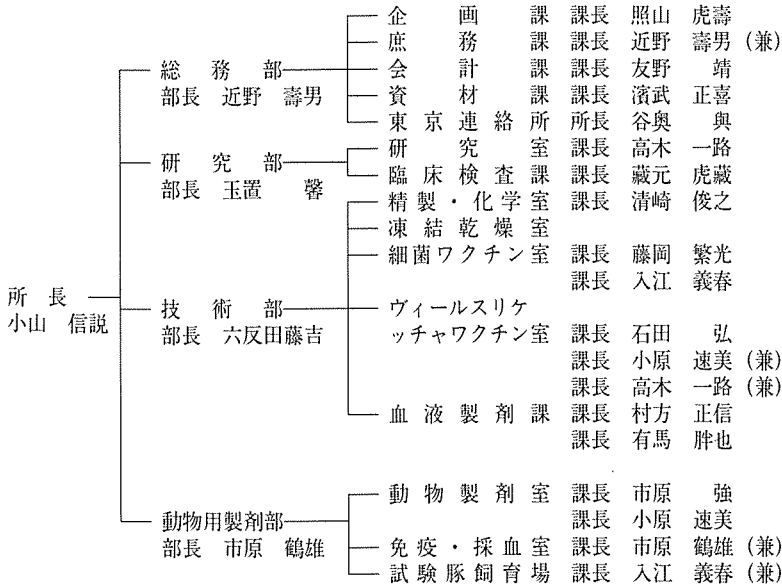 企画課 課長 照山 虎壽
庶務課 課長 近野 壽男（兼）
総務部
会計課 課長 友野 靖
部長 近野 壽男
資材課 課長 濱武 正喜
東京連絡所 所長 谷奥 與
研究室 課長 高木 一路
研究部
臨床検査課 課長 藏元 虎藏
部長 玉置 馨
精製・化学室 課長 清崎 俊之
凍結乾燥室
細菌ワクチン室 課長 藤岡 繁光
課長 入江 義春
所長
小山 信説
技術部
部長 六反田藤吉
ヴィールスリケ
ッチャワクチン室 課長 石田 弘
課長 小原 速美（兼）
課長 高木 一路（兼）
血液製剤課 課長 村方 正信
課長 有馬 胖也
動物製剤室 課長 市原 強
課長 小原 速美
動物用製剤部
部長 市原 鶴雄
免疫・採血室 課長 市原 鶴雄（兼）
試験豚飼育場 課長 入江 義春（兼）